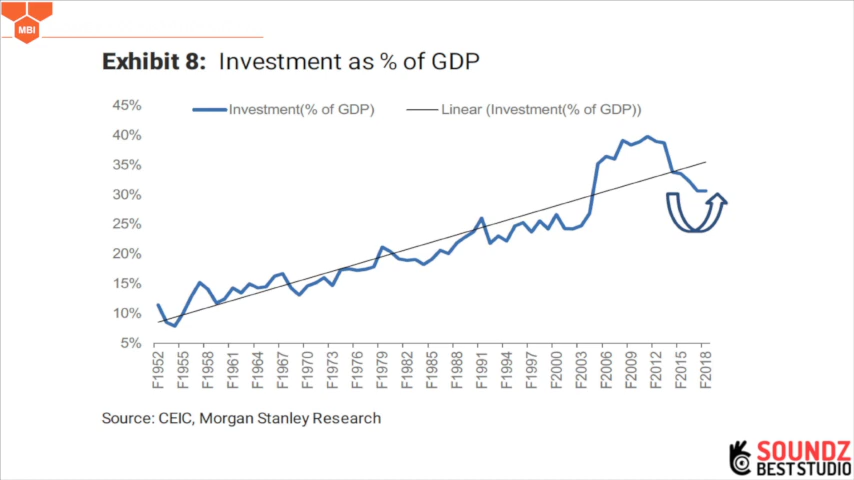 MBI
Exhibit 8: Investment as % of GDP
Investment(% of GDP)
Linear (Investment(% of GDP))
45%
40%
35%
30%
25%
20%
15%
10%
5%
F1952
F1955
F1958
F1961
F1964
F1967
F1970
F1973
F1976
F1979
F1982
F1985
F1988
F1991
F1994
F1997
F2000
F2003
F2006
F2009
F2012
F2015
F2018
Source: CEIC, Morgan Stanley Research
SOUNDZ
BEST STUDIO